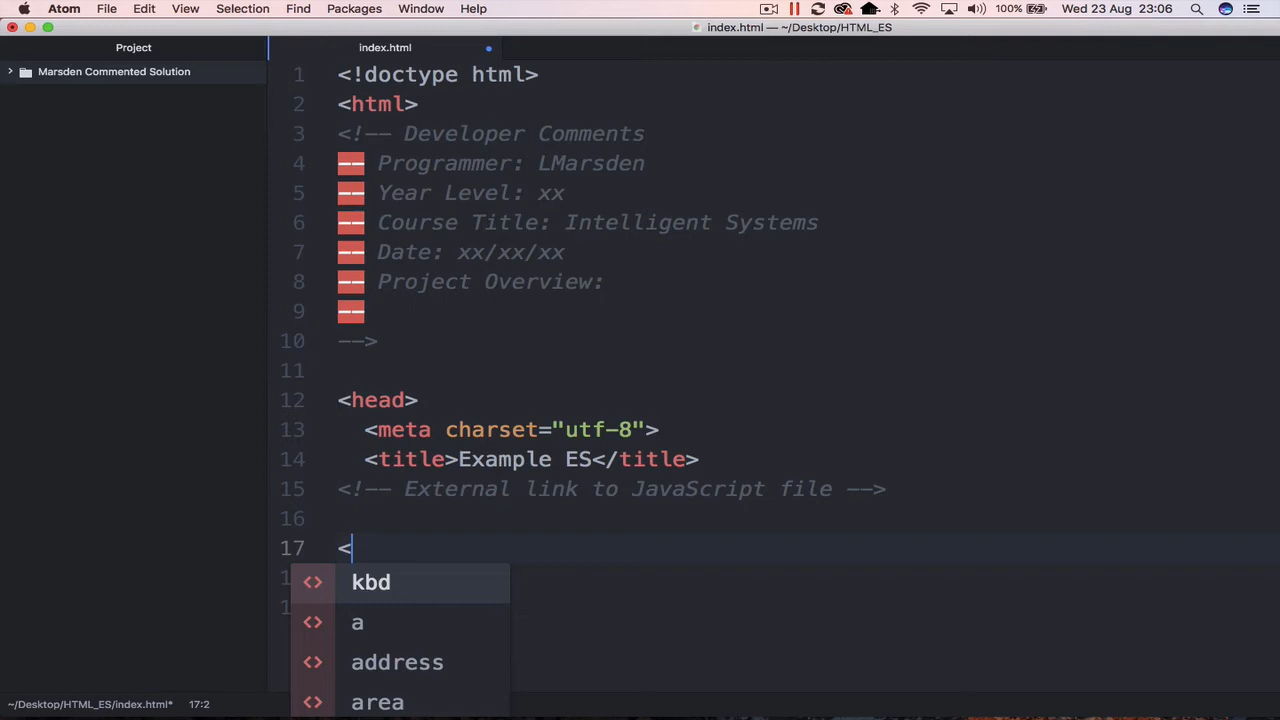 Atom File Edit View Selection Find Packages Window Help 100% Wed 23 Aug 23:06
index.html — ~/Desktop/HTML_ES
Project index.html
Marsden Commented Solution
1 <!doctype html>
2 <html>
3 <!-- Developer Comments
4 -- Programmer: LMarsden
5 -- Year Level: xx
6 -- Course Title: Intelligent Systems
7 -- Date: xx/xx/xx
8 -- Project Overview:
9 --
10 -->
11
12 <head>
13 <meta charset="utf-8">
14 <title>Example ES</title>
15 <!-- External link to JavaScript file -->
16
17 <
1 <> kbd
<> a
1 <> address
<> area
~/Desktop/HTML_ES/index.html* 17:2